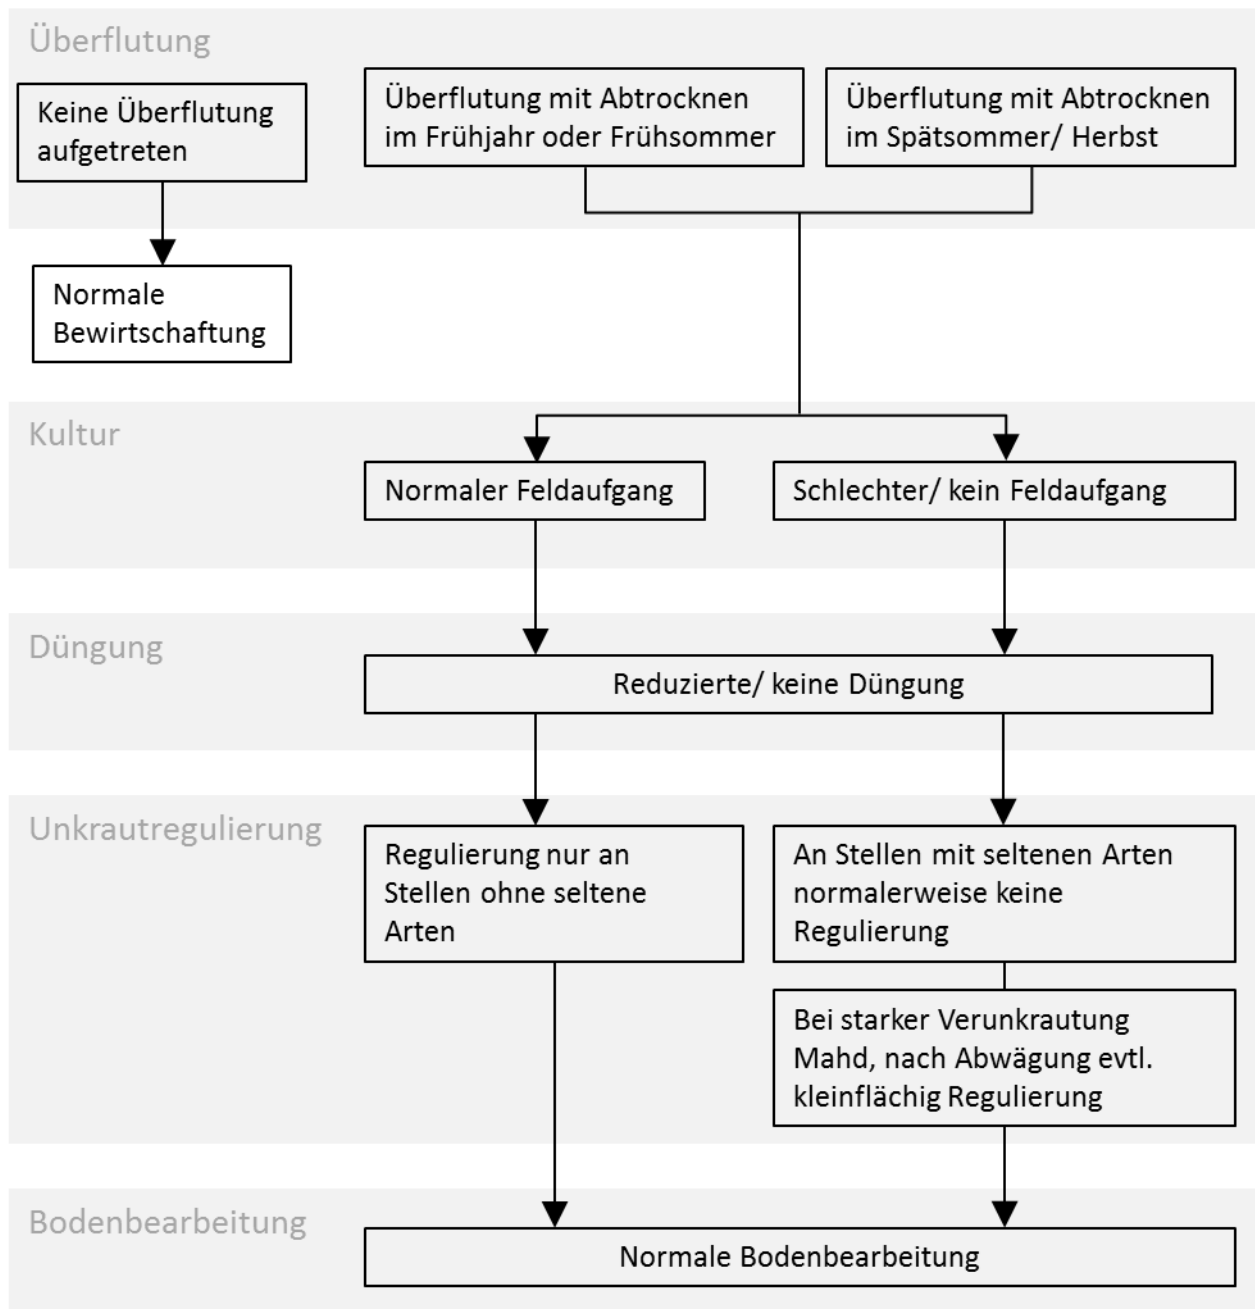 Überflutung
Keine Überflutung
aufgetreten
Überflutung mit Abtrocknen
im Frühjahr oder Frühsommer
Überflutung mit Abtrocknen
im Spätsommer/ Herbst
Normale
Bewirtschaftung
Kultur
Normaler Feldaufgang
Schlechter/ kein Feldaufgang
Düngung
Reduzierte/ keine Düngung
Unkrautregulierung
Regulierung nur an
Stellen ohne seltene
Arten
An Stellen mit seltenen Arten
normalerweise keine
Regulierung
Bei starker Verunkrautung
Mahd, nach Abwägung evtl.
kleinflächig Regulierung
Bodenbearbeitung
Normale Bodenbearbeitung